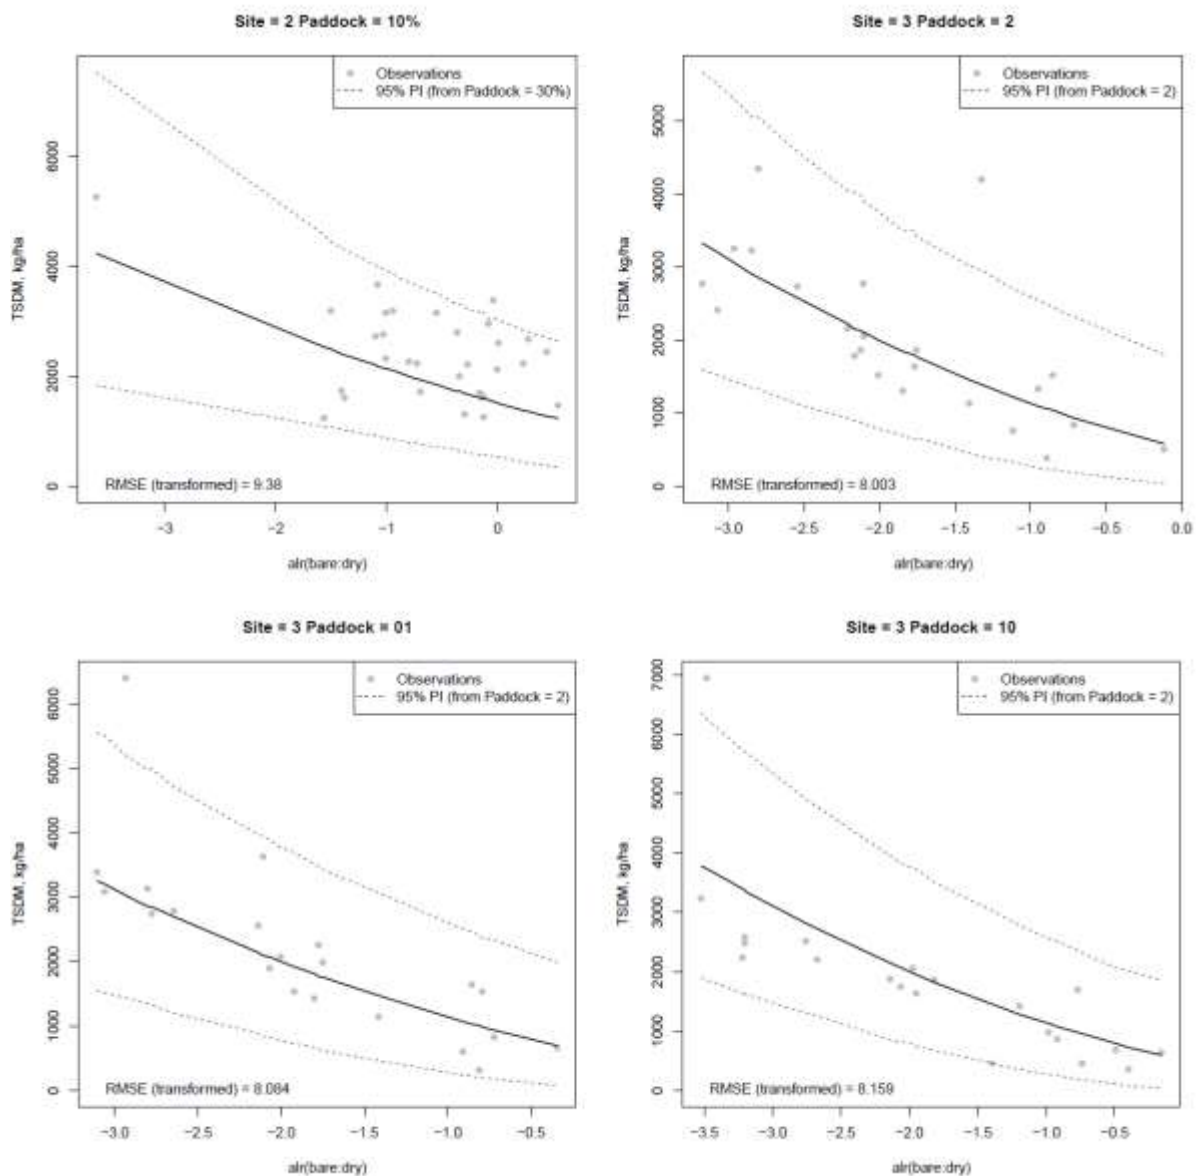 Site = 2 Paddock = 10%
Observations
95% PI (from Paddock = 30%)
TSDM, kg/ha
6000
4000
2000
0
RMSE (transformed) = 9.38
−3
−2
−1
0
alr(bare:dry)
Site = 3 Paddock = 2
Observations
95% PI (from Paddock = 2)
TSDM, kg/ha
5000
4000
3000
2000
1000
0
RMSE (transformed) = 8.003
−3.0
−2.5
−2.0
−1.5
−1.0
−0.5
0.0
alr(bare:dry)
Site = 3 Paddock = 01
Observations
95% PI (from Paddock = 2)
TSDM, kg/ha
6000
5000
4000
3000
2000
1000
0
RMSE (transformed) = 8.084
−3.0
−2.5
−2.0
−1.5
−1.0
−0.5
alr(bare:dry)
Site = 3 Paddock = 10
Observations
95% PI (from Paddock = 2)
TSDM, kg/ha
7000
6000
5000
4000
3000
2000
1000
0
RMSE (transformed) = 8.159
−3.5
−3.0
−2.5
−2.0
−1.5
−1.0
−0.5
alr(bare:dry)